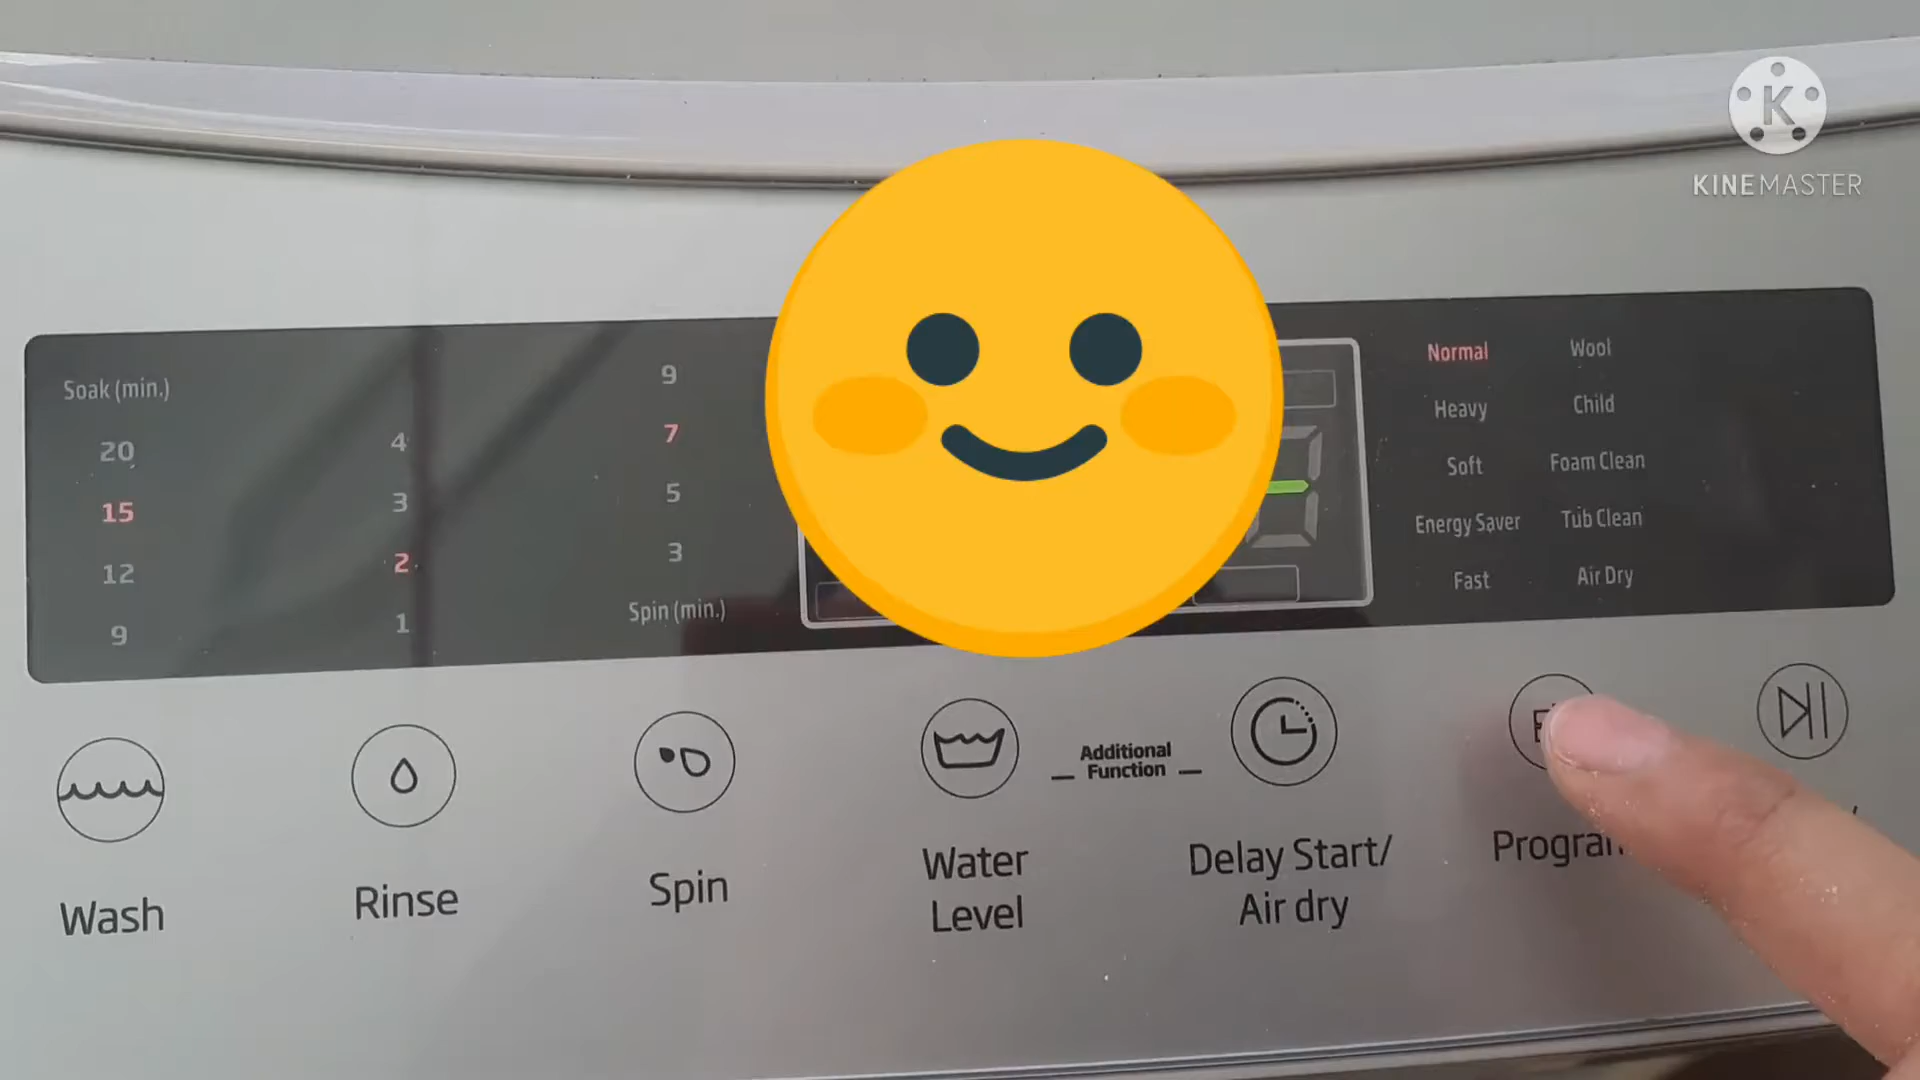 K
KINEMASTER
Soak (min.)
20
15
12
9
4
3
2
1
9
7
5
3
Spin (min.)
Normal
Heavy
Soft
Energy Saver
Fast
Wool
Child
Foam Clean
Tub Clean
Air Dry
Wash
Rinse
Spin
Water
Level
Additional
Function
Delay Start/
Air dry